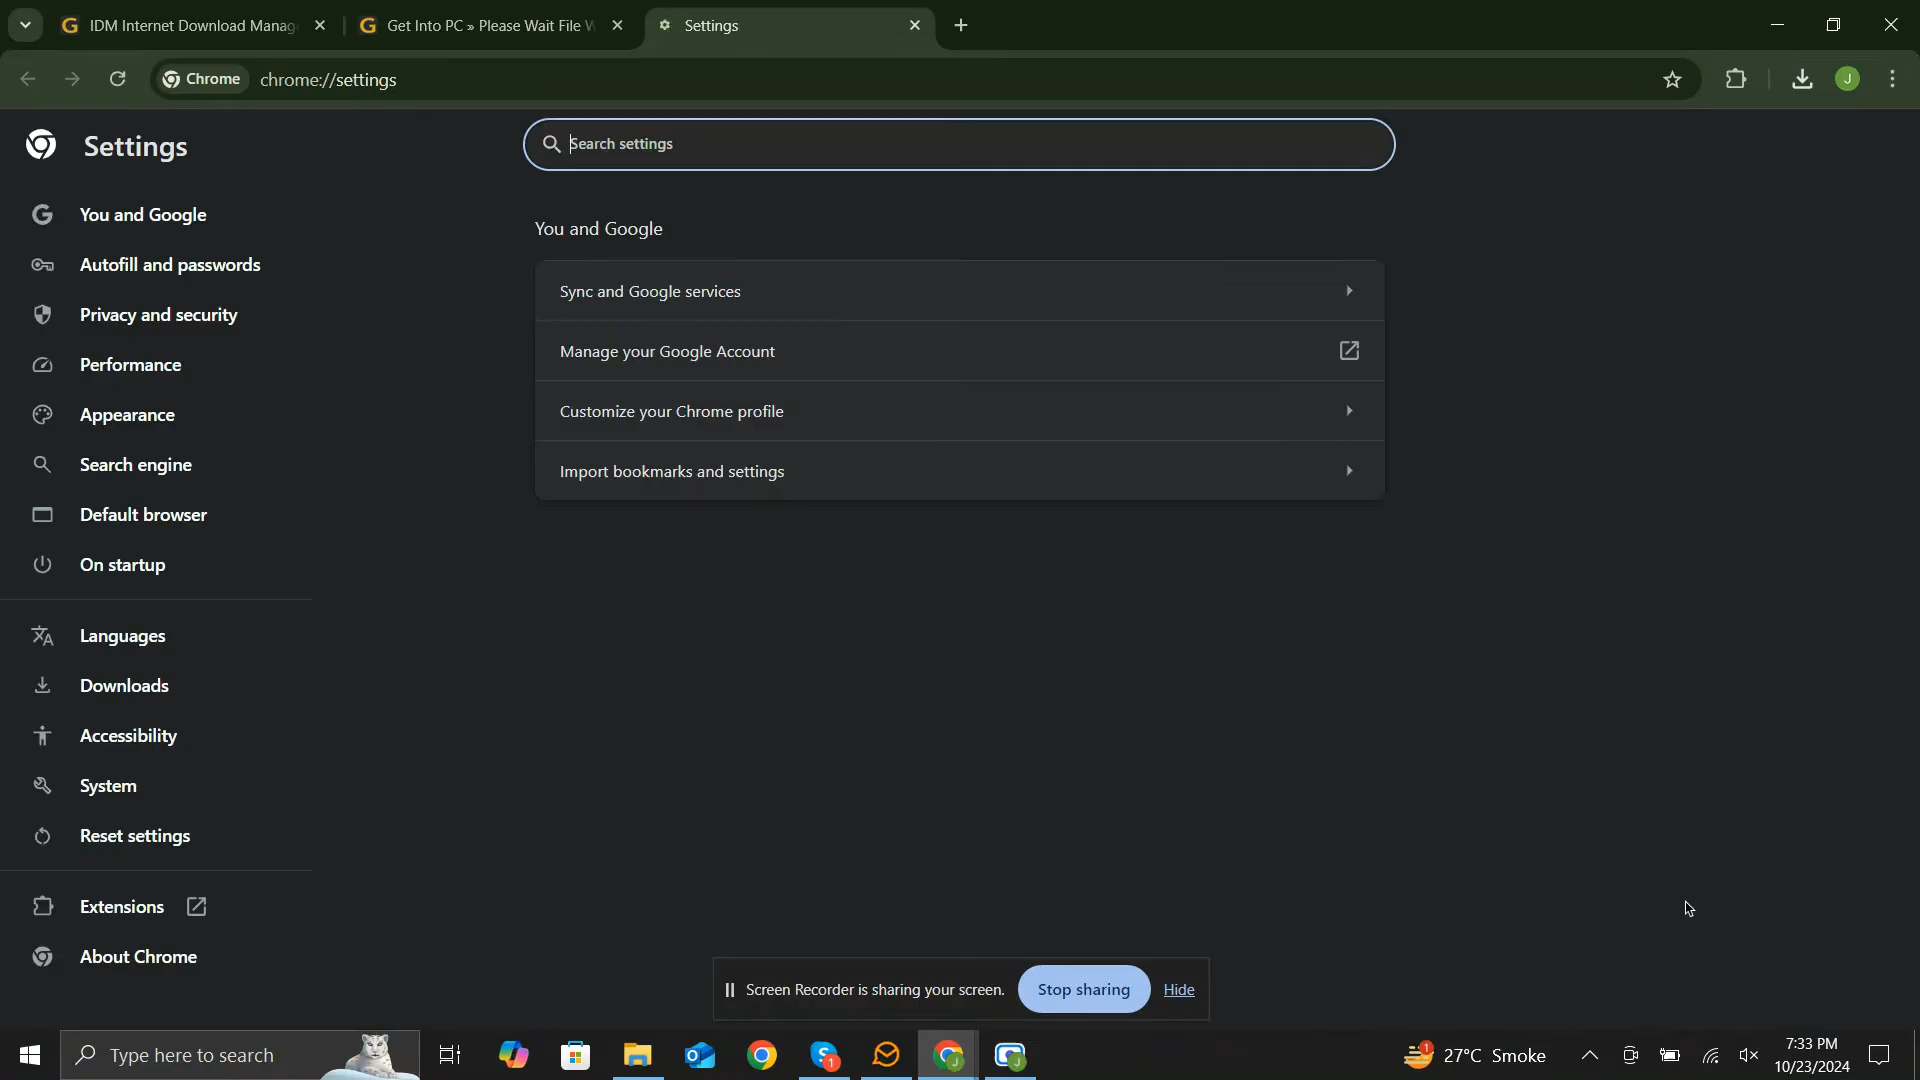 IDM Internet Download Manag
Get Into PC » Please Wait File W
Settings
Chrome
chrome://settings
J
Settings
Search settings
You and Google
Autofill and passwords
Privacy and security
Performance
Appearance
Search engine
Default browser
On startup
Languages
Downloads
Accessibility
System
Reset settings
Extensions
About Chrome
You and Google
Sync and Google services
Manage your Google Account
Customize your Chrome profile
Import bookmarks and settings
Screen Recorder is sharing your screen.
Stop sharing
Hide
Type here to search
1
1
27°C Smoke
7:33 PM
10/23/2024